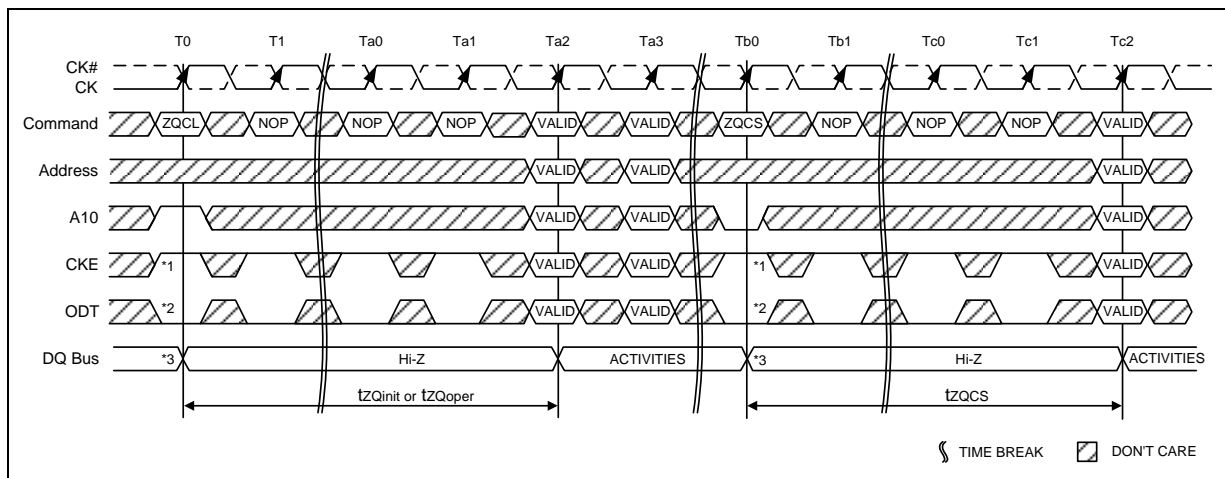 T0 T1 Ta0 Ta1 Ta2 Ta3 Tb0 Tb1 Tc0 Tc1 Tc2
CK#
CK
Command ZQCL NOP NOP NOP VALID VALID ZQCS NOP NOP NOP VALID
Address VALID VALID VALID
A10 VALID VALID VALID
CKE *1 VALID VALID *1 VALID
ODT *2 VALID VALID *2 VALID
DQ Bus *3 Hi-Z ACTIVITIES *3 Hi-Z ACTIVITIES
tZQinit or tZQoper tZQCS
TIME BREAK DON'T CARE